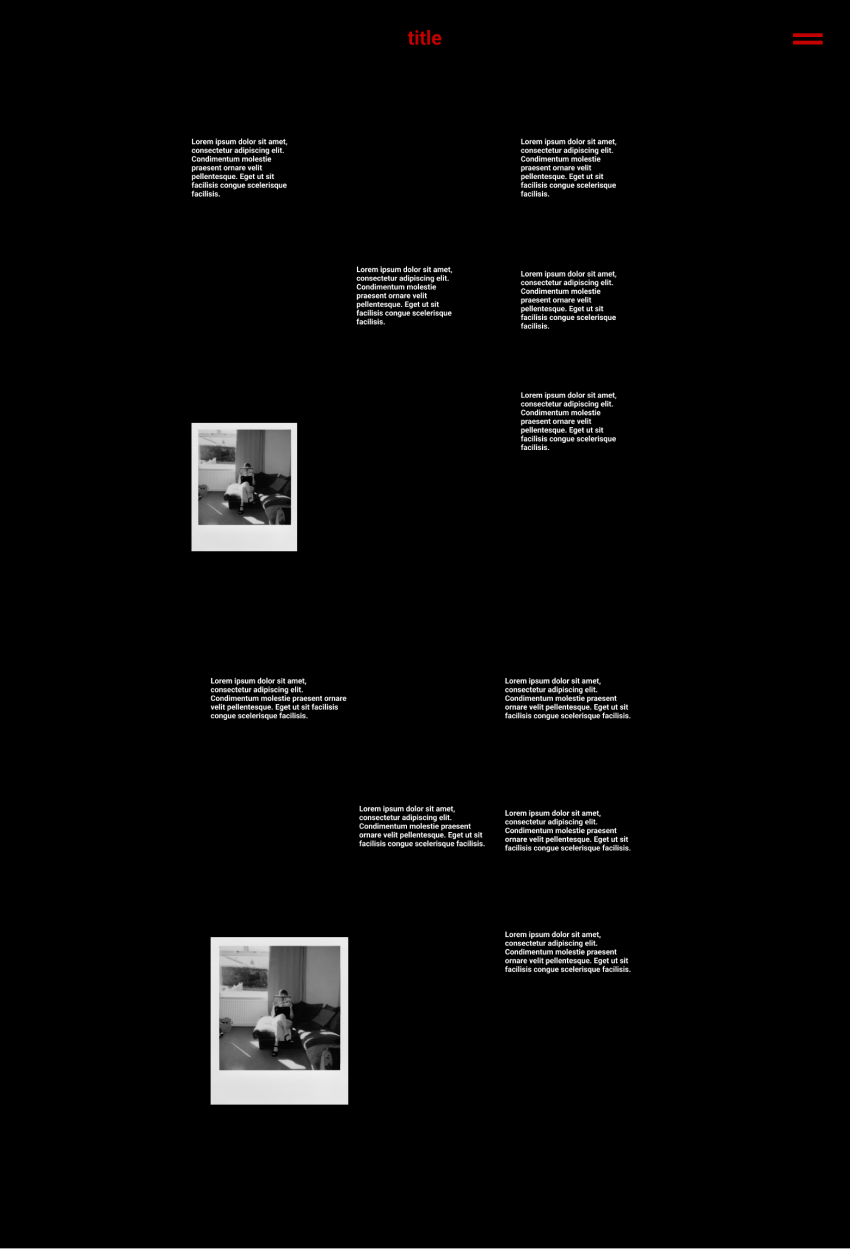 title
Lorem ipsum dolor sit amet,
consectetur adipiscing elit.
Condimentum molestie
praesent ornare velit
pellentesque. Eget ut sit
facilisis congue scelerisque
facilisis.
Lorem ipsum dolor sit amet,
consectetur adipiscing elit.
Condimentum molestie
praesent ornare velit
pellentesque. Eget ut sit
facilisis congue scelerisque
facilisis.
Lorem ipsum dolor sit amet,
consectetur adipiscing elit.
Condimentum molestie
praesent ornare velit
pellentesque. Eget ut sit
facilisis congue scelerisque
facilisis.
Lorem ipsum dolor sit amet,
consectetur adipiscing elit.
Condimentum molestie
praesent ornare velit
pellentesque. Eget ut sit
facilisis congue scelerisque
facilisis.
Lorem ipsum dolor sit amet,
consectetur adipiscing elit.
Condimentum molestie
praesent ornare velit
pellentesque. Eget ut sit
facilisis congue scelerisque
facilisis.
Lorem ipsum dolor sit amet,
consectetur adipiscing elit.
Condimentum molestie praesent ornare
velit pellentesque. Eget ut sit facilisis
congue scelerisque facilisis.
Lorem ipsum dolor sit amet,
consectetur adipiscing elit.
Condimentum molestie praesent
ornare velit pellentesque. Eget ut sit
facilisis congue scelerisque facilisis.
Lorem ipsum dolor sit amet,
consectetur adipiscing elit.
Condimentum molestie praesent
ornare velit pellentesque. Eget ut sit
facilisis congue scelerisque facilisis.
Lorem ipsum dolor sit amet,
consectetur adipiscing elit.
Condimentum molestie praesent
ornare velit pellentesque. Eget ut sit
facilisis congue scelerisque facilisis.
Lorem ipsum dolor sit amet,
consectetur adipiscing elit.
Condimentum molestie praesent
ornare velit pellentesque. Eget ut sit
facilisis congue scelerisque facilisis.